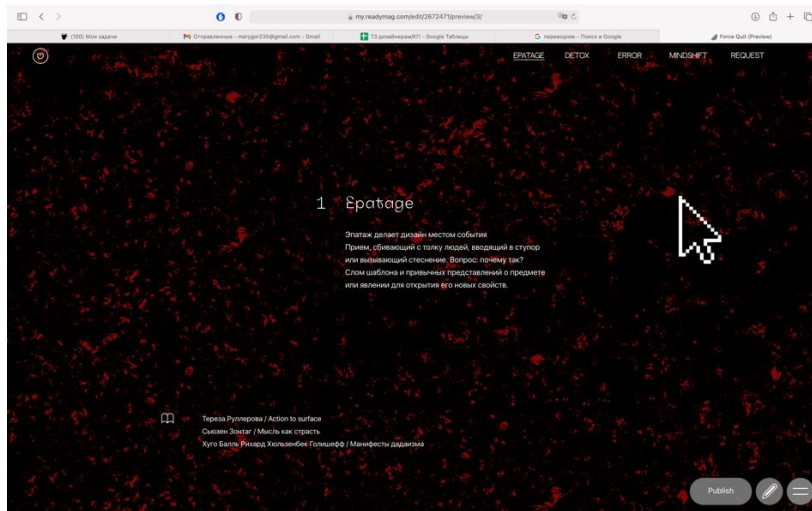 my.readymag.com/edit/2672471/preview/3/
(100) Мои задачи
Отправленные - marygor235@gmail.com - Gmail
ТЗ дизайнерам/КП - Google Таблицы
переводчик - Поиск в Google
Force Quit (Preview)
EPATAGE
DETOX
ERROR
MINDSHIFT
REQUEST
1 Epatage
Эпатаж делает дизайн местом события
Прием, сбивающий с толку людей, вводящий в ступор
или вызывающий стеснение. Вопрос: почему так?
Слом шаблона и привычных представлений о предмете
или явлении для открытия его новых свойств.
Тереза Руллерова / Action to surface
Сьюзен Зонтаг / Мысль как страсть
Хуго Балль Рихард Хюльзенбек Голишефф / Манифесты дадаизма
Publish